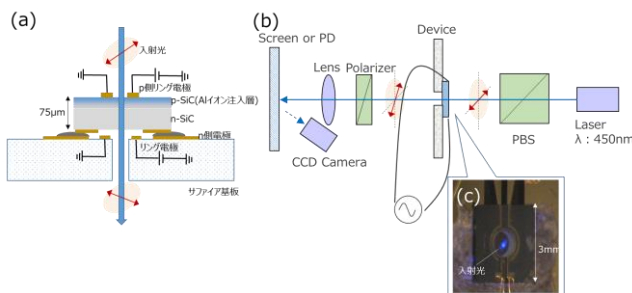 (a)
入射光
p側リング電極
p-SiC(Alイオン注入層)
75μm
n-SiC
n側電極
リング電極
サファイア基板
(b)
Device
Screen or PD
Lens
Polarizer
CCD Camera
PBS
Laser
λ：450nm
(c)
3mm
入射光